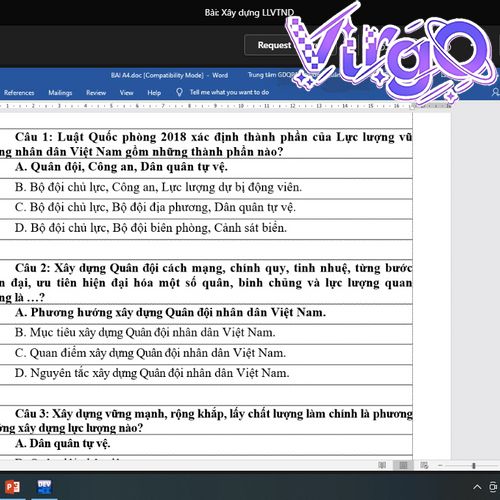 Bài: Xây dựng LLVTND
Request
VirgO
BAI A4.doc [Compatibility Mode] - Word
Trung tâm GDQP
References Mailings Review View Help Tell me what you want to do
Câu 1: Luật Quốc phòng 2018 xác định thành phần của Lực lượng vũ
ng nhân dân Việt Nam gồm những thành phần nào?
A. Quân đội, Công an, Dân quân tự vệ.
B. Bộ đội chủ lực, Công an, Lực lượng dự bị động viên.
C. Bộ đội chủ lực, Bộ đội địa phương, Dân quân tự vệ.
D. Bộ đội chủ lực, Bộ đội biên phòng, Cảnh sát biển.
Câu 2: Xây dựng Quân đội cách mạng, chính quy, tinh nhuệ, từng bước
n đại, ưu tiên hiện đại hóa một số quân, binh chủng và lực lượng quan
ng là …?
A. Phương hướng xây dựng Quân đội nhân dân Việt Nam.
B. Mục tiêu xây dựng Quân đội nhân dân Việt Nam.
C. Quan điểm xây dựng Quân đội nhân dân Việt Nam.
D. Nguyên tắc xây dựng Quân đội nhân dân Việt Nam.
Câu 3: Xây dựng vững mạnh, rộng khắp, lấy chất lượng làm chính là phương
ớng xây dựng lực lượng nào?
A. Dân quân tự vệ.
DEV